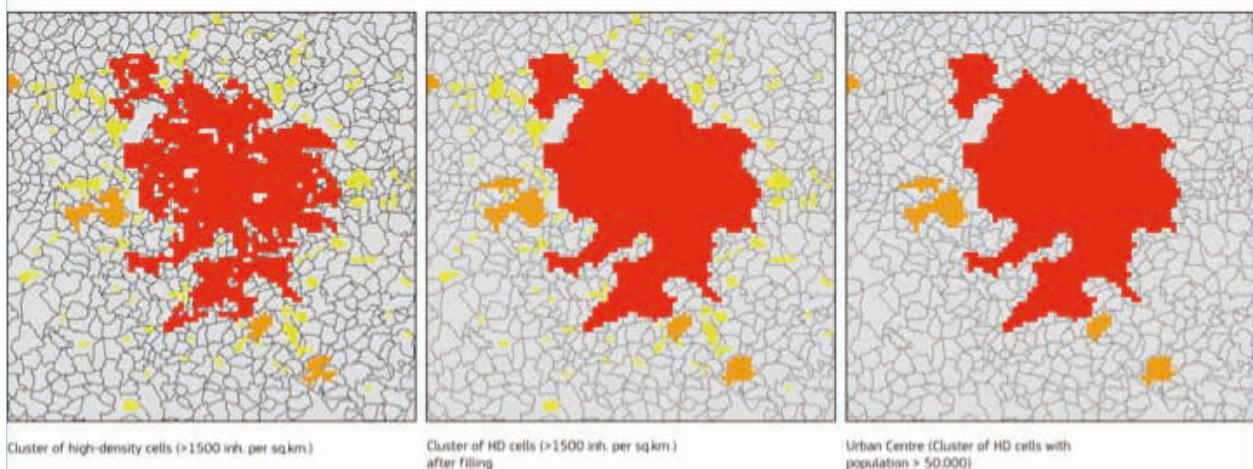 Cluster of high-density cells (>1500 inh. per sq.km.)
Cluster of HD cells (>1500 inh. per sq.km.)
after filling
Urban Centre (Cluster of HD cells with
population > 50.000)